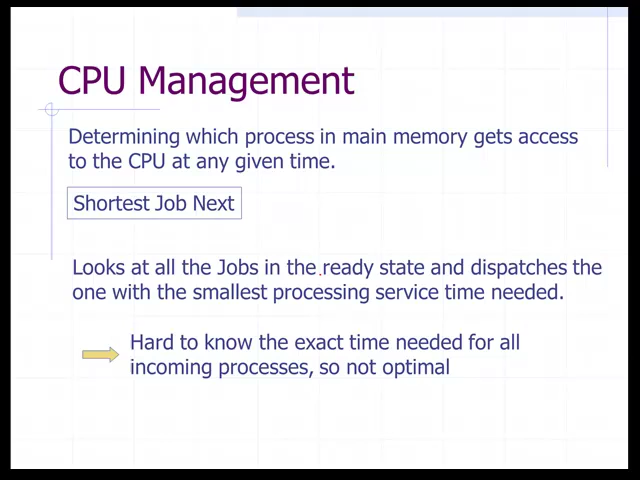 CPU Management
Determining which process in main memory gets access
to the CPU at any given time.
Shortest Job Next
Looks at all the Jobs in the ready state and dispatches the
one with the smallest processing service time needed.
Hard to know the exact time needed for all
incoming processes, so not optimal